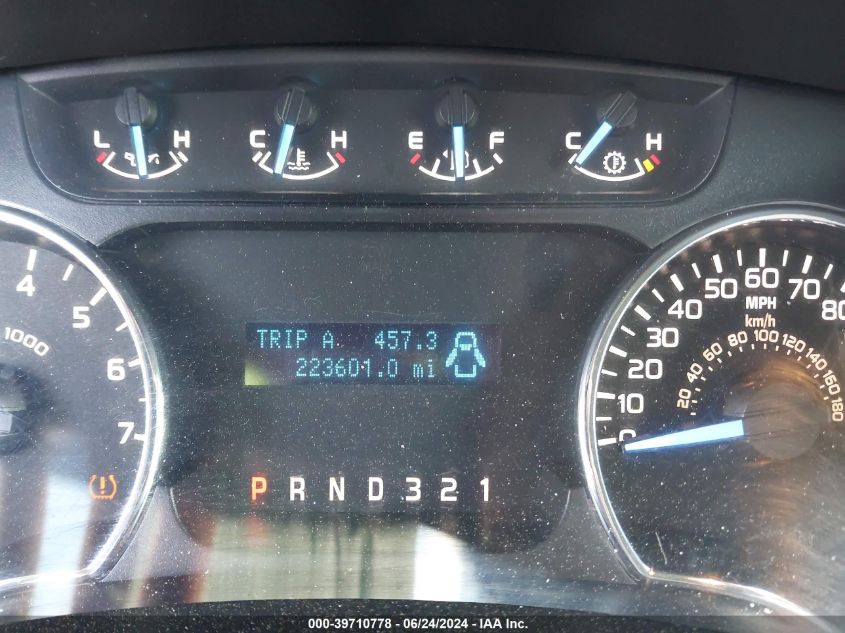 L H C H E F C H
4 5 6 7
1000
TRIP A 457.3
223601.0 mi
P R N D 3 2 1
0 10 20 30 40 50 60 70 80
MPH
km/h
20 40 60 80 100 120 140 160 180
000-39710778 - 06/24/2024 - IAA Inc.